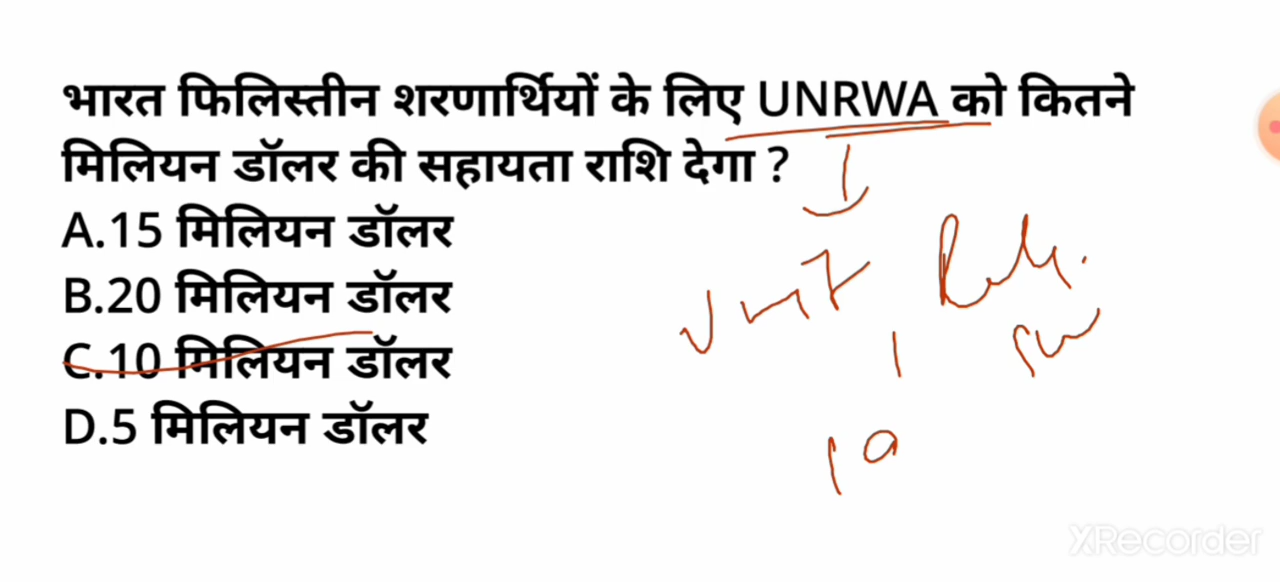 भारत फिलिस्तीन शरणार्थियों के लिए UNRWA को कितने
मिलियन डॉलर की सहायता राशि देगा ?
A.15 मिलियन डॉलर
B.20 मिलियन डॉलर
C.10 मिलियन डॉलर
D.5 मिलियन डॉलर
XRecorder